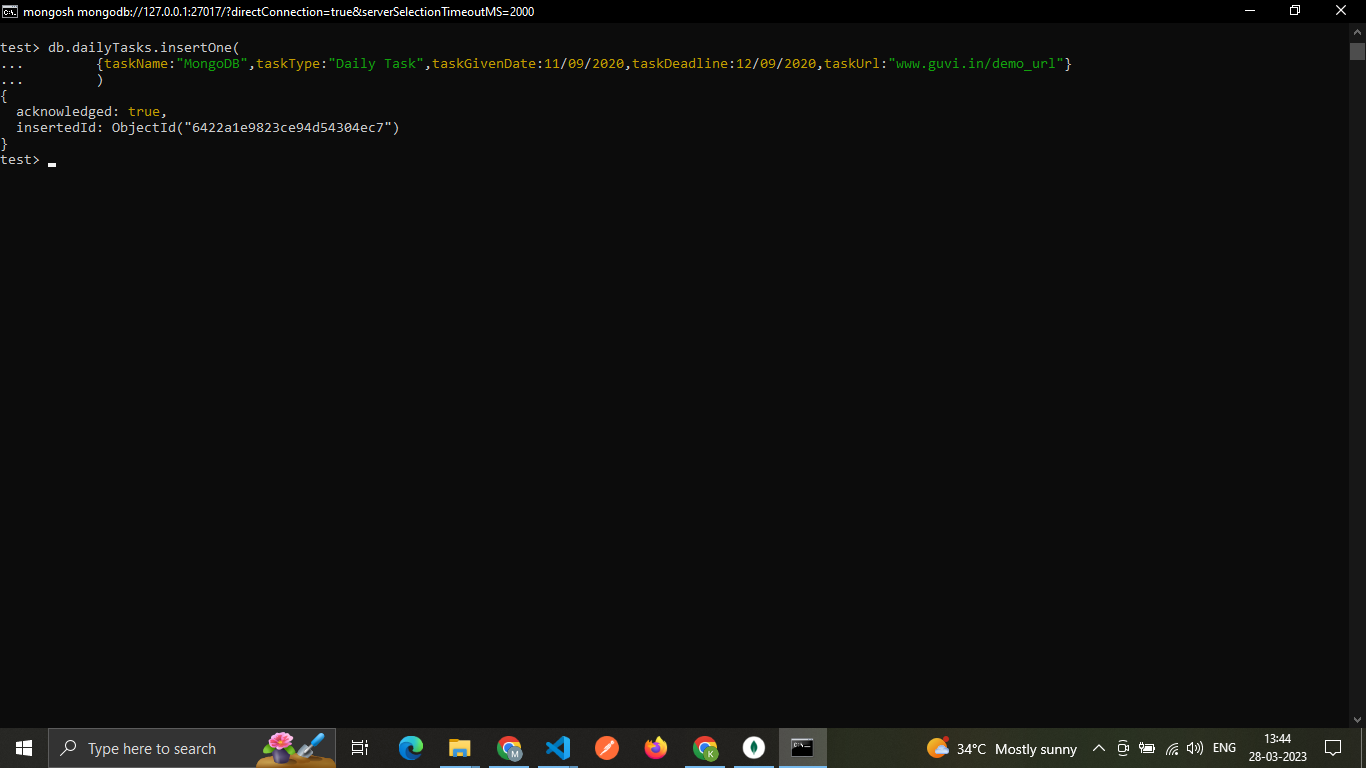 mongosh mongodb://127.0.0.1:27017/?directConnection=true&serverSelectionTimeoutMS=2000
test> db.dailyTasks.insertOne(
...         {taskName:"MongoDB",taskType:"Daily Task",taskGivenDate:11/09/2020,taskDeadline:12/09/2020,taskUrl:"www.guvi.in/demo_url"}
...         )
{
  acknowledged: true,
  insertedId: ObjectId("6422a1e9823ce94d54304ec7")
}
test>
Type here to search
M
K
34°C Mostly sunny
ENG
13:44
28-03-2023